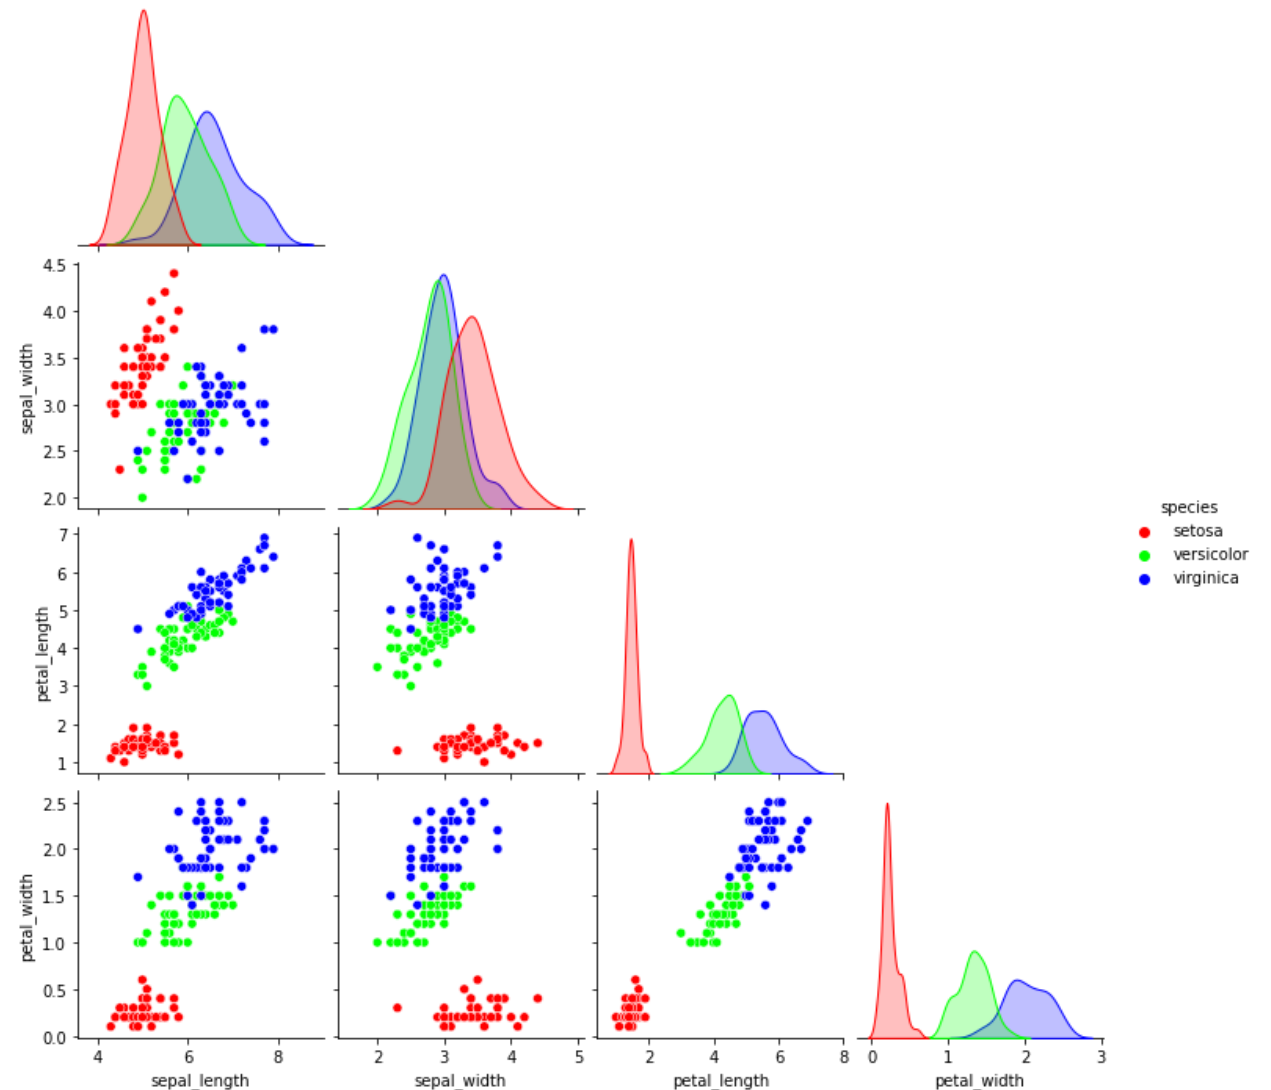 4.5
4.0
3.5
3.0
2.5
2.0
sepal_width
species
setosa
versicolor
virginica
7
6
5
4
3
2
1
petal_length
2.5
2.0
1.5
1.0
0.5
0.0
petal_width
4 6 8
sepal_length
2 3 4 5
sepal_width
2 4 6 8
petal_length
0 1 2 3
petal_width